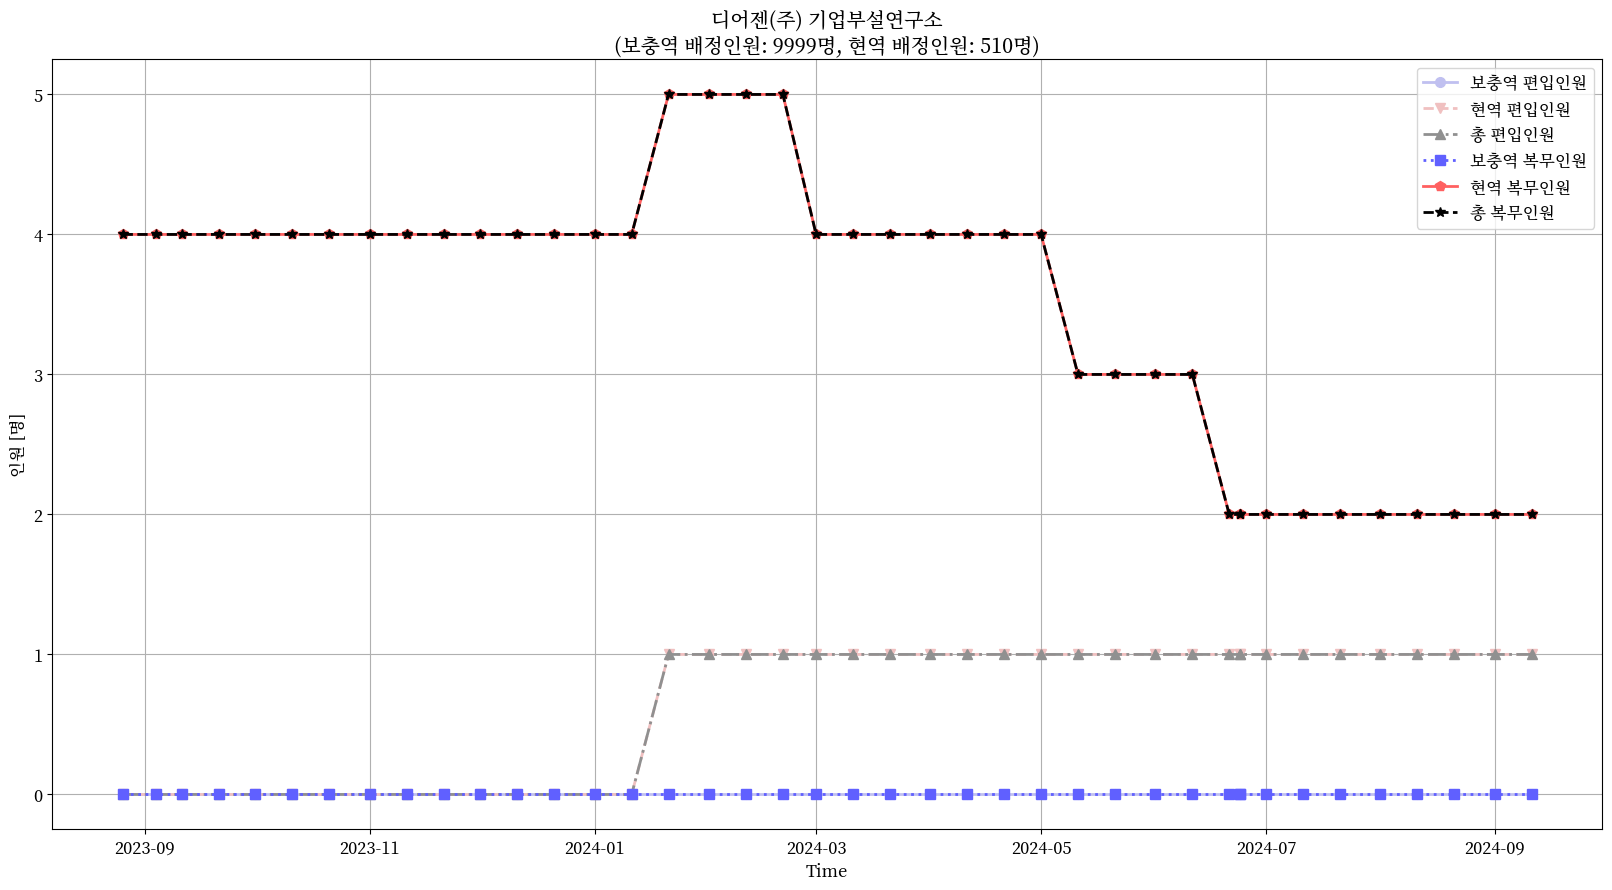 디어젠(주) 기업부설연구소
(보충역 배정인원: 9999명, 현역 배정인원: 510명)
보충역 편입인원
현역 편입인원
총 편입인원
보충역 복무인원
현역 복무인원
총 복무인원
5
4
3
2
1
0
인원 [명]
2023-09
2023-11
2024-01
2024-03
2024-05
2024-07
2024-09
Time